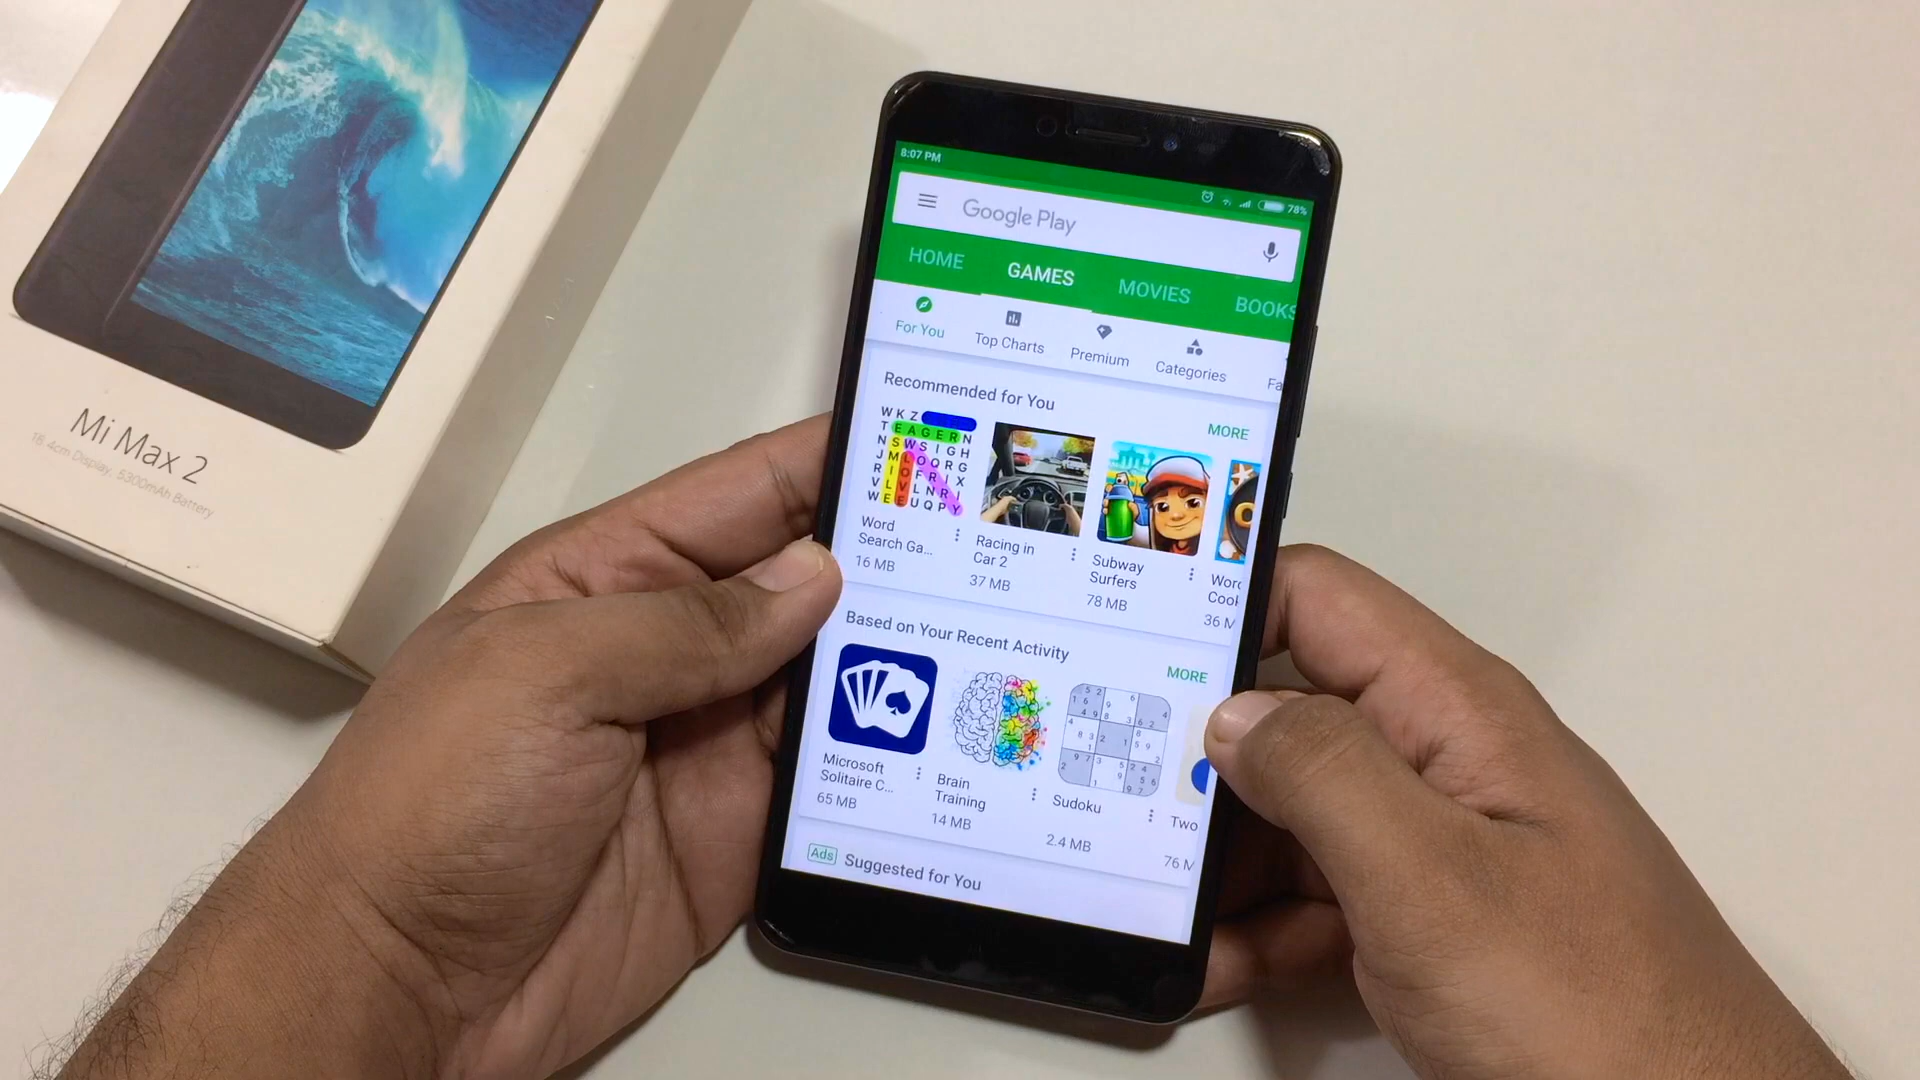 Mi Max 2
16.4cm Display, 5300mAh Battery
8:07 PM
78%
Google Play
HOME GAMES MOVIES BOOKS
For You Top Charts Premium Categories Fa
Recommended for You
MORE
W K Z
T E A G E R N
N S W S I G H
J M L O Q R G
R I O F R I X
V L V L N R I
W E E U Q P Y
Word
Search Ga...
16 MB
Racing in
Car 2
37 MB
Subway
Surfers
78 MB
Word
Cook
36 M
Based on Your Recent Activity
MORE
Microsoft
Solitaire C...
65 MB
Brain
Training
14 MB
Sudoku
2.4 MB
Two
76 M
Ads Suggested for You